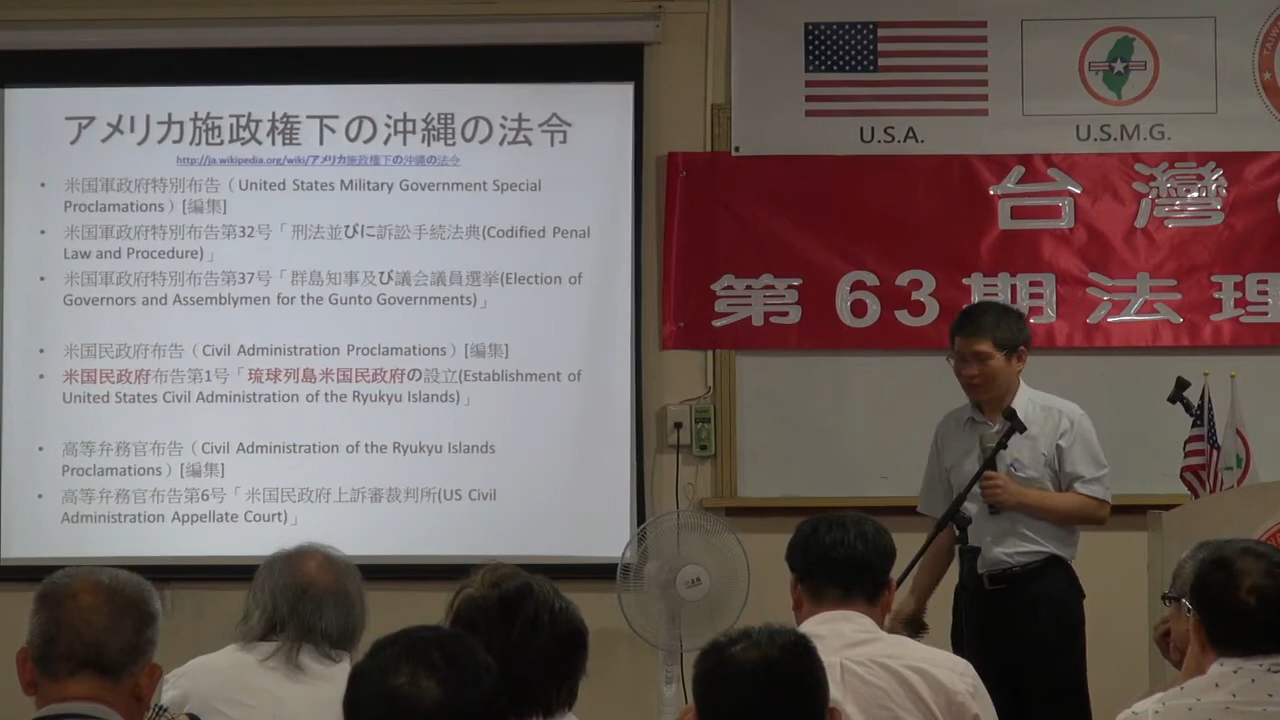 アメリカ施政権下の沖縄の法令
http://ja.wikipedia.org/wiki/アメリカ施政権下の沖縄の法令
• 米国軍政府特別布告（United States Military Government Special
Proclamations）[編集]
• 米国軍政府特別布告第32号「刑法並びに訴訟手続法典(Codified Penal
Law and Procedure)」
• 米国軍政府特別布告第37号「群島知事及び議会議員選挙(Election of
Governors and Assemblymen for the Gunto Governments)」
• 米国民政府布告（Civil Administration Proclamations）[編集]
• 米国民政府布告第1号「琉球列島米国民政府の設立(Establishment of
United States Civil Administration of the Ryukyu Islands)」
• 高等弁務官布告（Civil Administration of the Ryukyu Islands
Proclamations）[編集]
• 高等弁務官布告第6号「米国民政府上訴審裁判所(US Civil
Administration Appellate Court)」
U.S.A.
U.S.M.G.
台灣
第63期法理